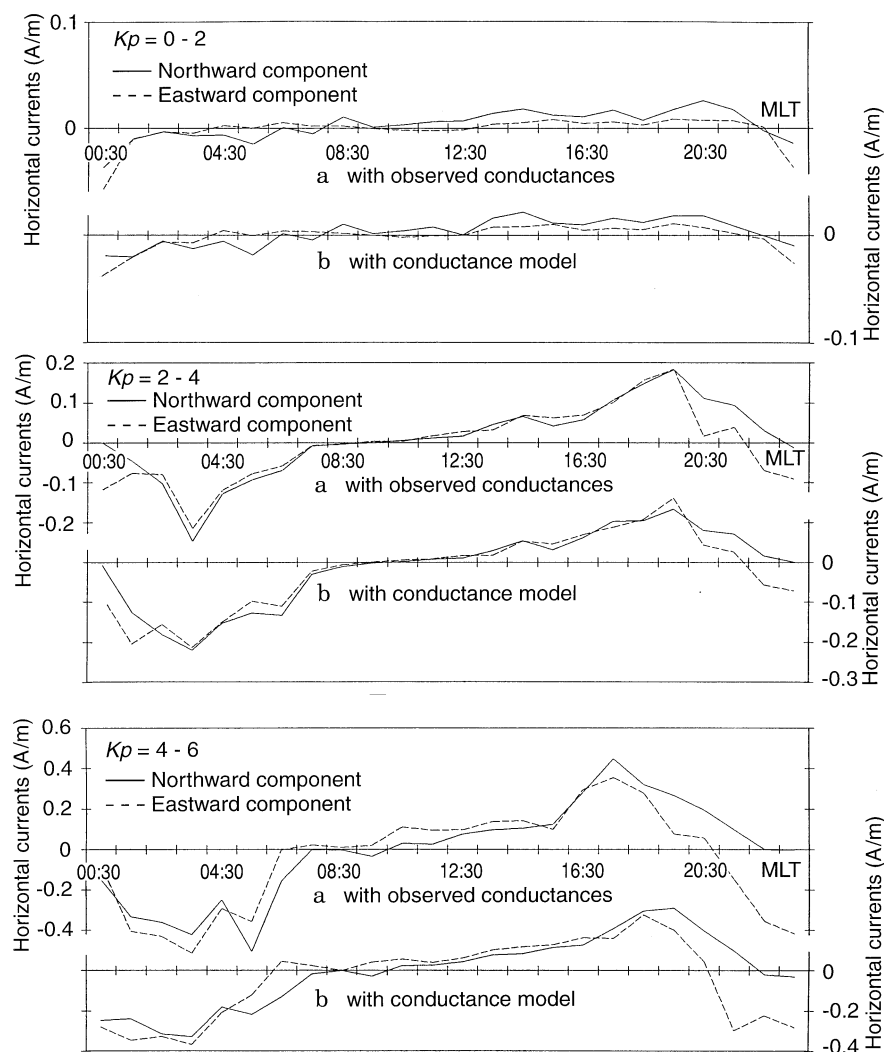 0.1
Kp = 0 - 2
Northward component
Eastward component
MLT
0
00:30 04:30 08:30 12:30 16:30 20:30
a with observed conductances
Horizontal currents (A/m)
0
b with conductance model
-0.1
Horizontal currents (A/m)
0.2
Kp = 2 - 4
0.1
Northward component
Eastward component
0
00:30 04:30 08:30 12:30 16:30 20:30 MLT
-0.1
a with observed conductances
-0.2
Horizontal currents (A/m)
0
b with conductance model
-0.1
-0.2
-0.3
Horizontal currents (A/m)
0.6
Kp = 4 - 6
0.4
Northward component
0.2
Eastward component
0
00:30 04:30 08:30 12:30 16:30 20:30 MLT
-0.2
a with observed conductances
-0.4
Horizontal currents (A/m)
0
b with conductance model
-0.2
-0.4
Horizontal currents (A/m)